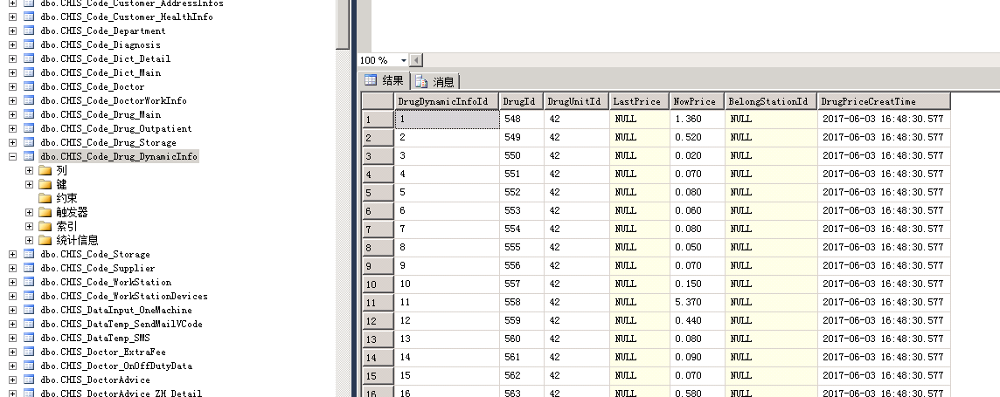 dbo.CHIS_Code_Customer_AddressInfos
dbo.CHIS_Code_Customer_HealthInfo
dbo.CHIS_Code_Department
dbo.CHIS_Code_Diagnosis
dbo.CHIS_Code_Dict_Detail
dbo.CHIS_Code_Dict_Main
dbo.CHIS_Code_Doctor
dbo.CHIS_Code_DoctorWorkInfo
dbo.CHIS_Code_Drug_Main
dbo.CHIS_Code_Drug_Outpatient
dbo.CHIS_Code_Drug_Storage
dbo.CHIS_Code_Drug_DynamicInfo
列
键
约束
触发器
索引
统计信息
dbo.CHIS_Code_Storage
dbo.CHIS_Code_Supplier
dbo.CHIS_Code_WorkStation
dbo.CHIS_Code_WorkStationDevices
dbo.CHIS_DataInput_OneMachine
dbo.CHIS_DataTemp_SendMailVCode
dbo.CHIS_DataTemp_SMS
dbo.CHIS_Doctor_ExtraFee
dbo.CHIS_Doctor_OnOffDutyData
dbo.CHIS_DoctorAdvice
dbo.CHIS_DoctorAdvice_ZH_Detail
100 %
结果 消息
DrugDynamicInfoId DrugId DrugUnitId LastPrice NowPrice BelongStationId DrugPriceCreatTime
1 1 548 42 NULL 1.360 NULL 2017-06-03 16:48:30.577
2 2 549 42 NULL 0.520 NULL 2017-06-03 16:48:30.577
3 3 550 42 NULL 0.020 NULL 2017-06-03 16:48:30.577
4 4 551 42 NULL 0.070 NULL 2017-06-03 16:48:30.577
5 5 552 42 NULL 0.080 NULL 2017-06-03 16:48:30.577
6 6 553 42 NULL 0.060 NULL 2017-06-03 16:48:30.577
7 7 554 42 NULL 0.080 NULL 2017-06-03 16:48:30.577
8 8 555 42 NULL 0.050 NULL 2017-06-03 16:48:30.577
9 9 556 42 NULL 0.070 NULL 2017-06-03 16:48:30.577
10 10 557 42 NULL 0.150 NULL 2017-06-03 16:48:30.577
11 11 558 42 NULL 5.370 NULL 2017-06-03 16:48:30.577
12 12 559 42 NULL 0.440 NULL 2017-06-03 16:48:30.577
13 13 560 42 NULL 0.080 NULL 2017-06-03 16:48:30.577
14 14 561 42 NULL 0.090 NULL 2017-06-03 16:48:30.577
15 15 562 42 NULL 0.070 NULL 2017-06-03 16:48:30.577
16 16 563 42 NULL 0.580 NULL 2017-06-03 16:48:30.577